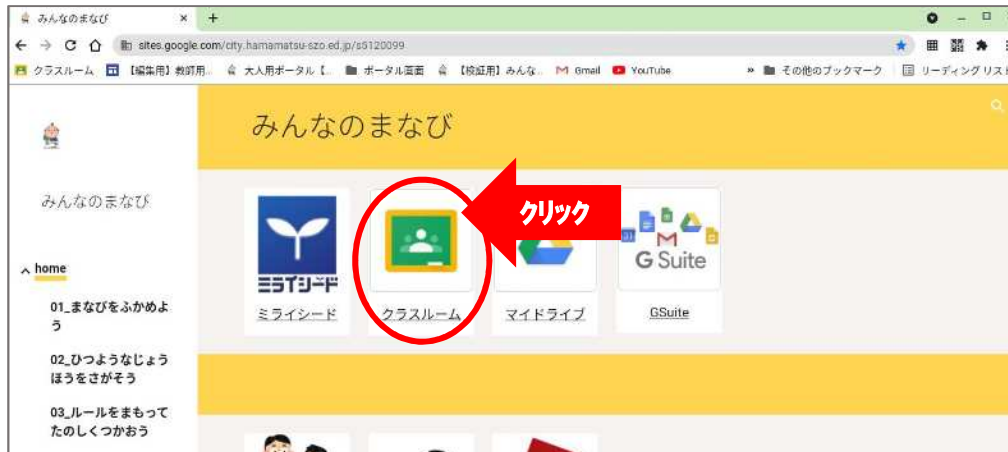 みんなのまなび
sites.google.com/city.hamamatsu-szo.ed.jp/s5120099
クラスルーム 【編集用】教師用... 大人用ポータル【... ポータル画面 【検証用】みんな... Gmail YouTube » その他のブックマーク リーディング リスト
みんなのまなび
みんなのまなび
home
01_まなびをふかめよ
う
02_ひつようなじょう
ほうをさがそう
03_ルールをまもって
たのしくつかおう
クリック
ミライシード
G Suite
ミライシード
クラスルーム
マイドライブ
GSuite